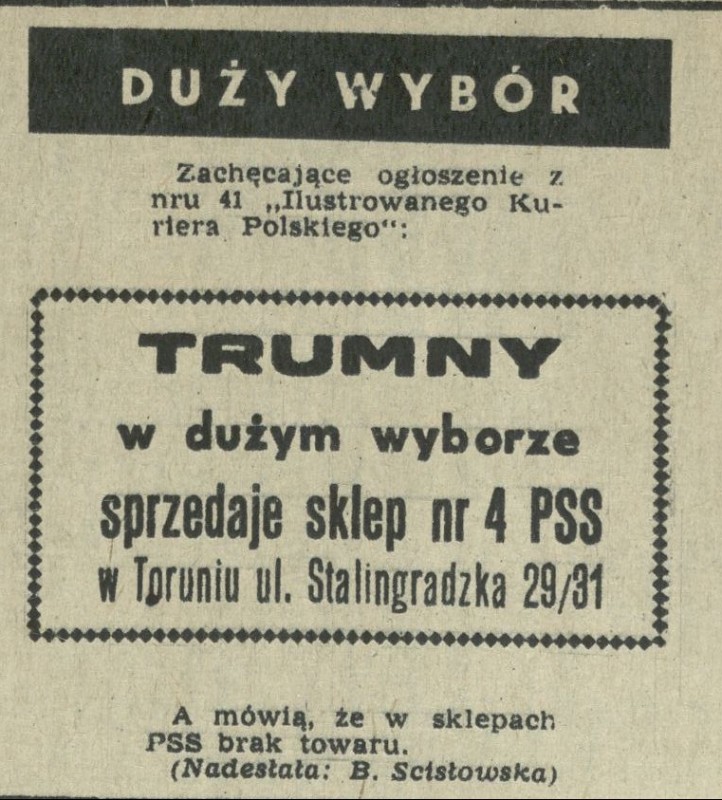 DUŻY WYBÓR
Zachęcające ogłoszenie z
nru 41 „Ilustrowanego Ku-
riera Polskiego“:
TRUMNY
w dużym wyborze
sprzedaje sklep nr 4 PSS
w Toruniu ul. Stalingradzka 29/31
A mówią, że w sklepach
PSS brak towaru.
(Nadesłała: B. Scisłowska)